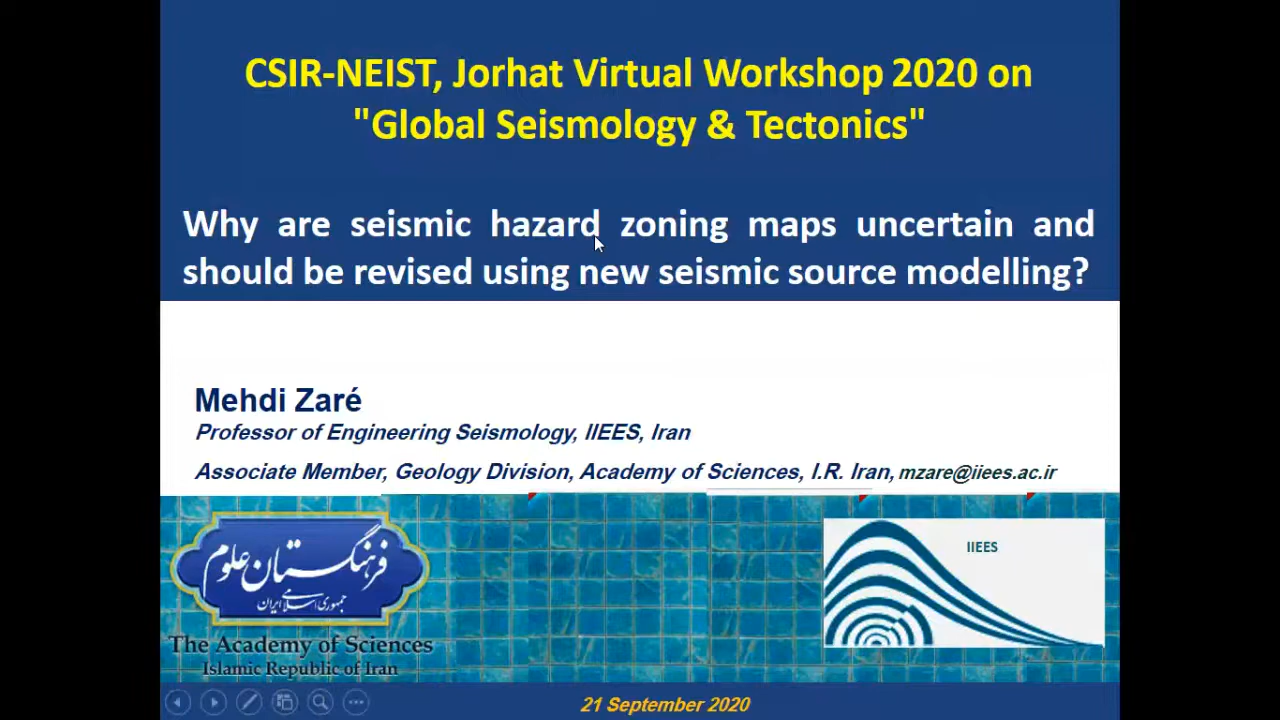 CSIR-NEIST, Jorhat Virtual Workshop 2020 on
"Global Seismology & Tectonics"
Why are seismic hazard zoning maps uncertain and
should be revised using new seismic source modelling?
Mehdi Zaré
Professor of Engineering Seismology, IIEES, Iran
Associate Member, Geology Division, Academy of Sciences, I.R. Iran, mzare@iiees.ac.ir
فرهنگستان علوم
جمهوری اسلامی ایران
The Academy of Sciences
Islamic Republic of Iran
IIEES
21 September 2020